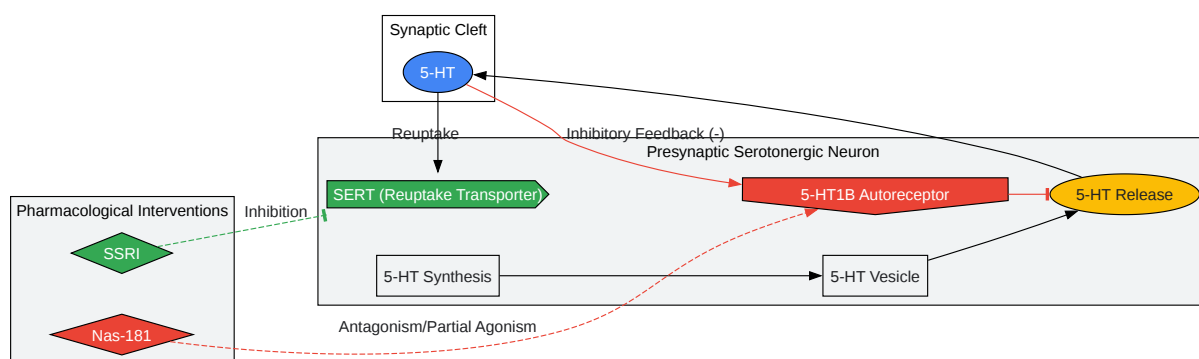 Synaptic Cleft
5-HT
Reuptake
Inhibitory Feedback (-)
Presynaptic Serotonergic Neuron
SERT (Reuptake Transporter)
5-HT1B Autoreceptor
5-HT Release
Pharmacological Interventions
Inhibition
SSRI
5-HT Synthesis
5-HT Vesicle
Nas-181
Antagonism/Partial Agonism